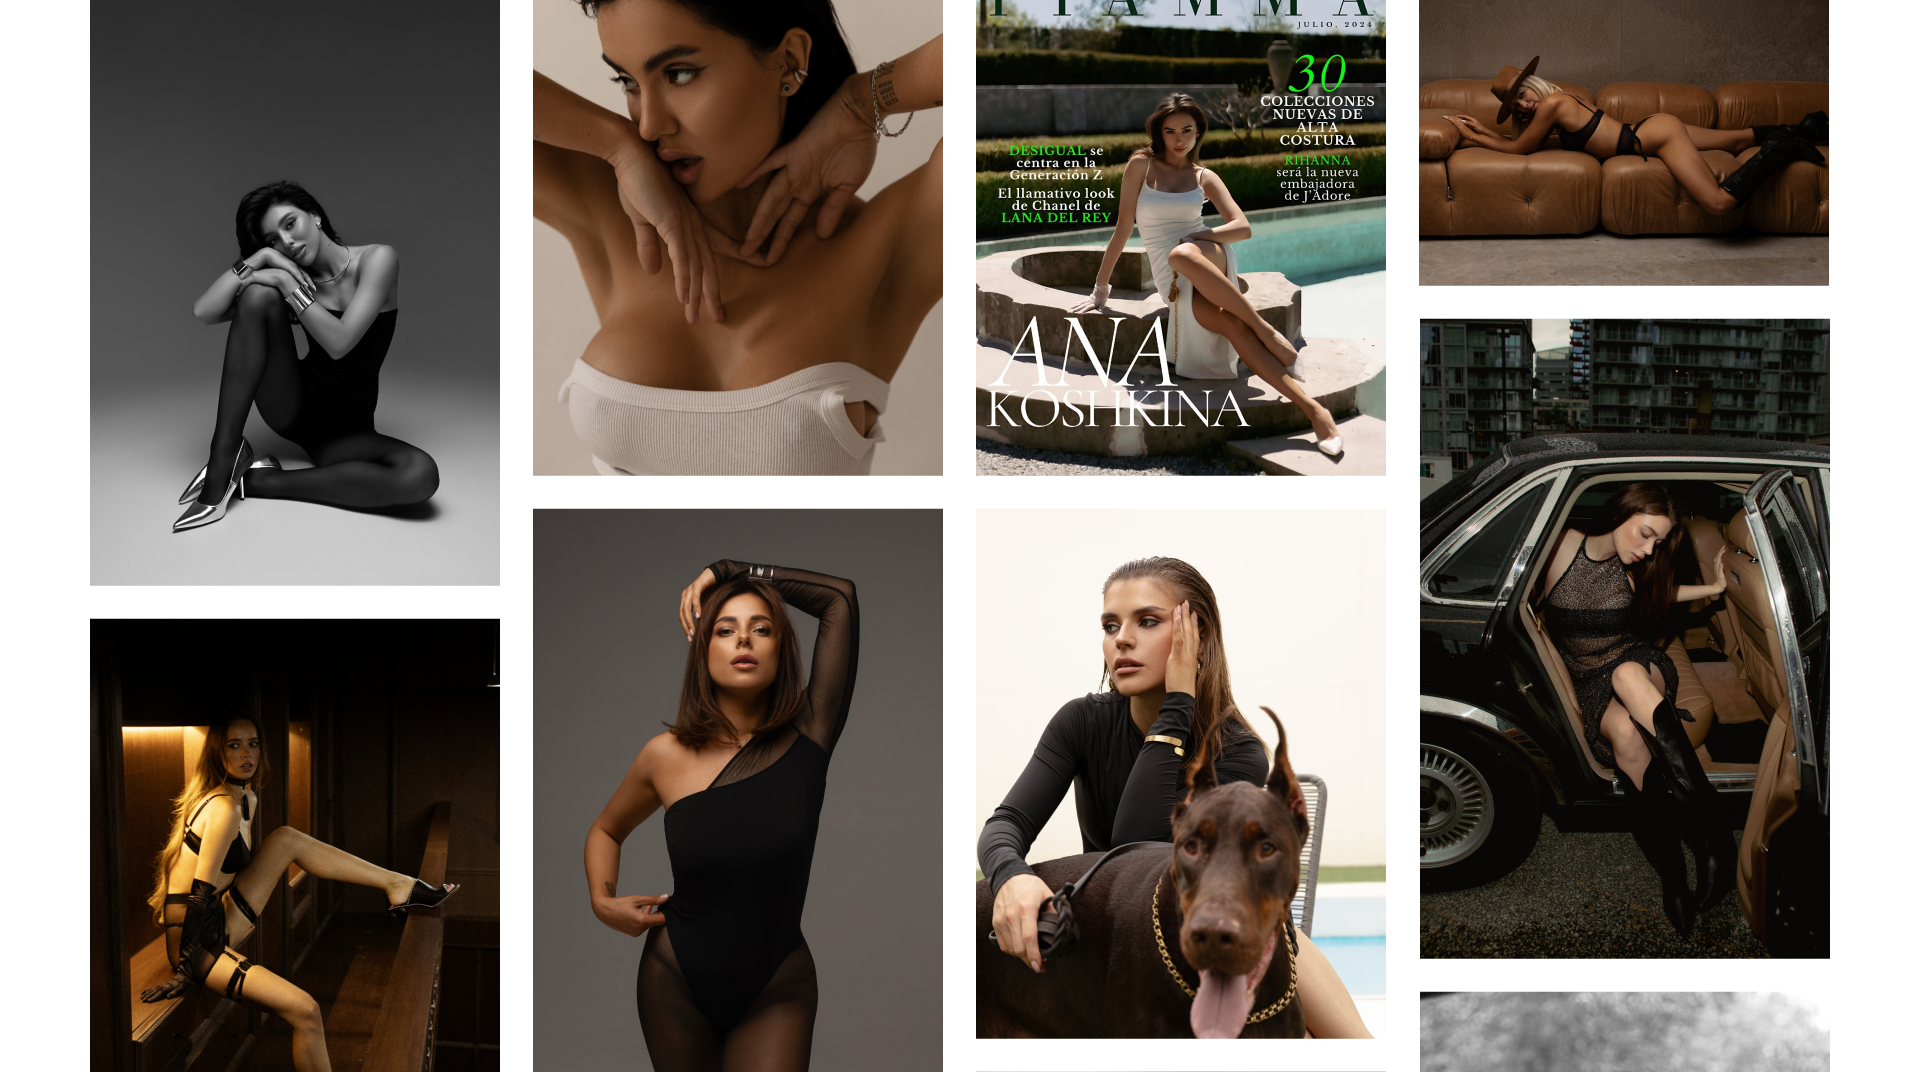 FIAMMA
JULIO, 2024
30
COLECCIONES
NUEVAS DE
ALTA
COSTURA
RIHANNA
será la nueva
embajadora
de J'Adore
DESIGUAL se
centra en la
Generación Z
El llamativo look
de Chanel de
LANA DEL REY
ANA
KOSHKINA